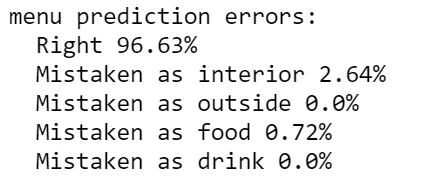 menu prediction errors:
Right 96.63%
Mistaken as interior 2.64%
Mistaken as outside 0.0%
Mistaken as food 0.72%
Mistaken as drink 0.0%